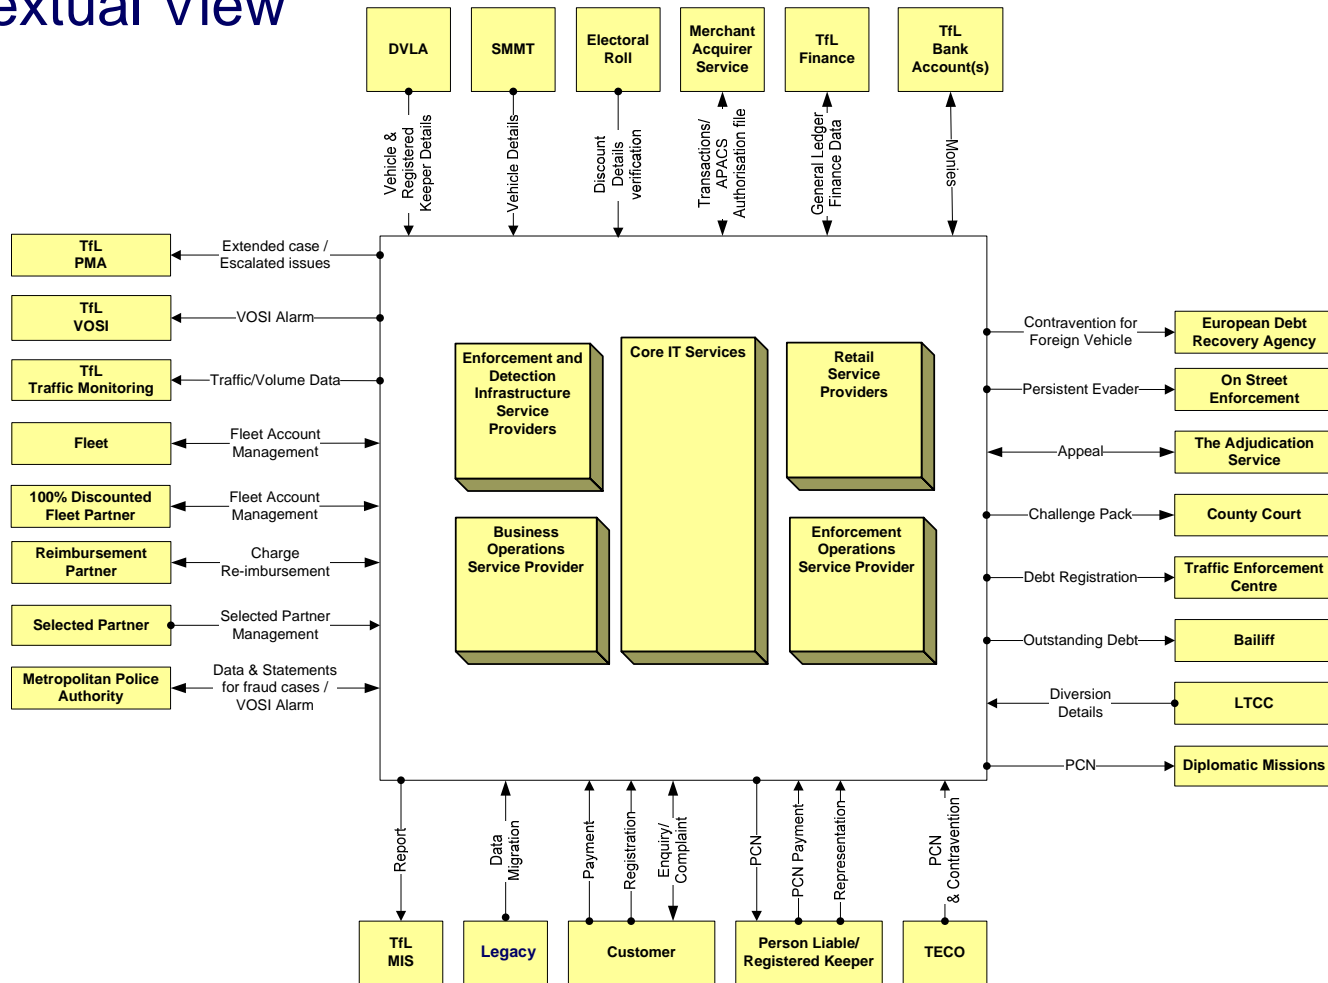 extual View
DVLA
SMMT
Electoral
Roll
Merchant
Acquirer
Service
TfL
Finance
TfL
Bank
Account(s)
Vehicle &
Registered
Keeper Details
Vehicle Details
Discount
Details
verification
Transactions/
APACS
Authorisation file
General Ledger
Finance Data
Monies
TfL
PMA
Extended case /
Escalated issues
TfL
VOSI
VOSI Alarm
TfL
Traffic Monitoring
Traffic/Volume Data
Fleet
Fleet Account
Management
100% Discounted
Fleet Partner
Fleet Account
Management
Reimbursement
Partner
Charge
Re-imbursement
Selected Partner
Selected Partner
Management
Metropolitan Police
Authority
Data & Statements
for fraud cases /
VOSI Alarm
Enforcement and
Detection
Infrastructure
Service
Providers
Core IT Services
Retail
Service
Providers
Business
Operations
Service Provider
Enforcement
Operations
Service Provider
Contravention for
Foreign Vehicle
European Debt
Recovery Agency
Persistent Evader
On Street
Enforcement
Appeal
The Adjudication
Service
Challenge Pack
County Court
Debt Registration
Traffic Enforcement
Centre
Outstanding Debt
Bailiff
Diversion
Details
LTCC
PCN
Diplomatic Missions
Report
Data
Migration
Payment
Registration
Enquiry/
Complaint
PCN
PCN Payment
Representation
PCN
& Contravention
TfL
MIS
Legacy
Customer
Person Liable/
Registered Keeper
TECO